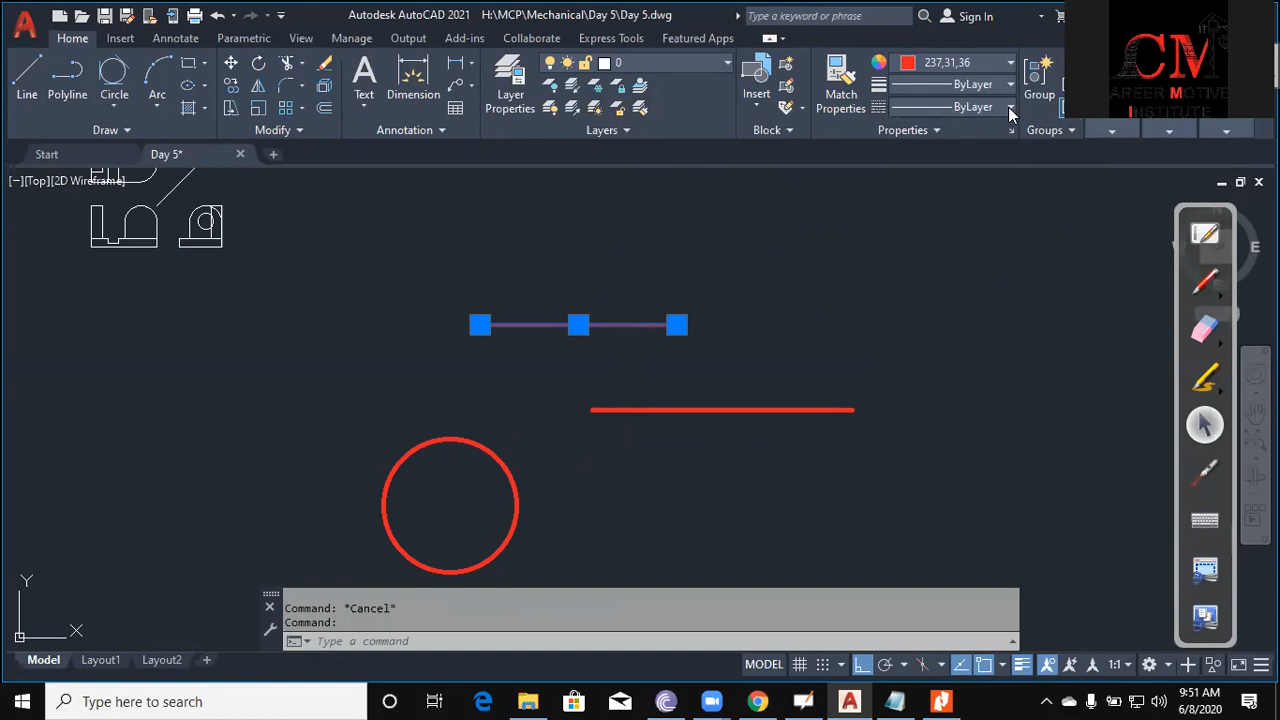 Autodesk AutoCAD 2021 H:\MCP\Mechanical\Day 5\Day 5.dwg
Type a keyword or phrase
Sign In
Home Insert Annotate Parametric View Manage Output Add-ins Collaborate Express Tools Featured Apps
Line
Polyline
Circle
Arc
Text
Dimension
Layer
Properties
0
Insert
Match
Properties
237,31,36
ByLayer
ByLayer
Group
CM
AREER MOTIVE
INSTITUTE
Draw
Modify
Annotation
Layers
Block
Properties
Groups
Start
Day 5*
[−][Top][2D Wireframe]
E
Y
X
Command: *Cancel*
Command:
Type a command
Model
Layout1
Layout2
MODEL
1:1
Type here to search
9:51 AM
6/8/2020